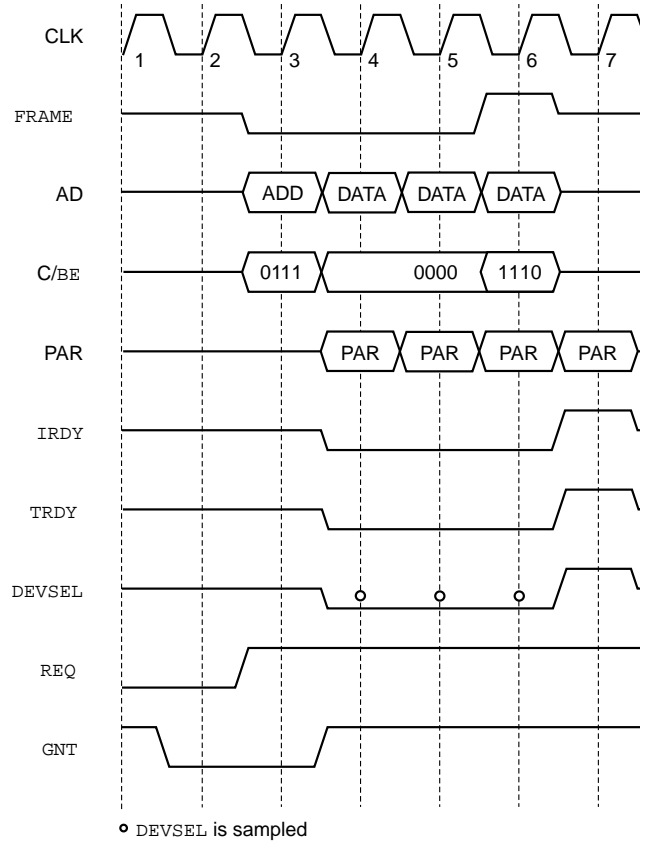 CLK
1 2 3 4 5 6 7
FRAME
AD ADD DATA DATA DATA
C/BE 0111 0000 1110
PAR PAR PAR PAR PAR
IRDY
TRDY
DEVSEL
REQ
GNT
DEVSEL is sampled